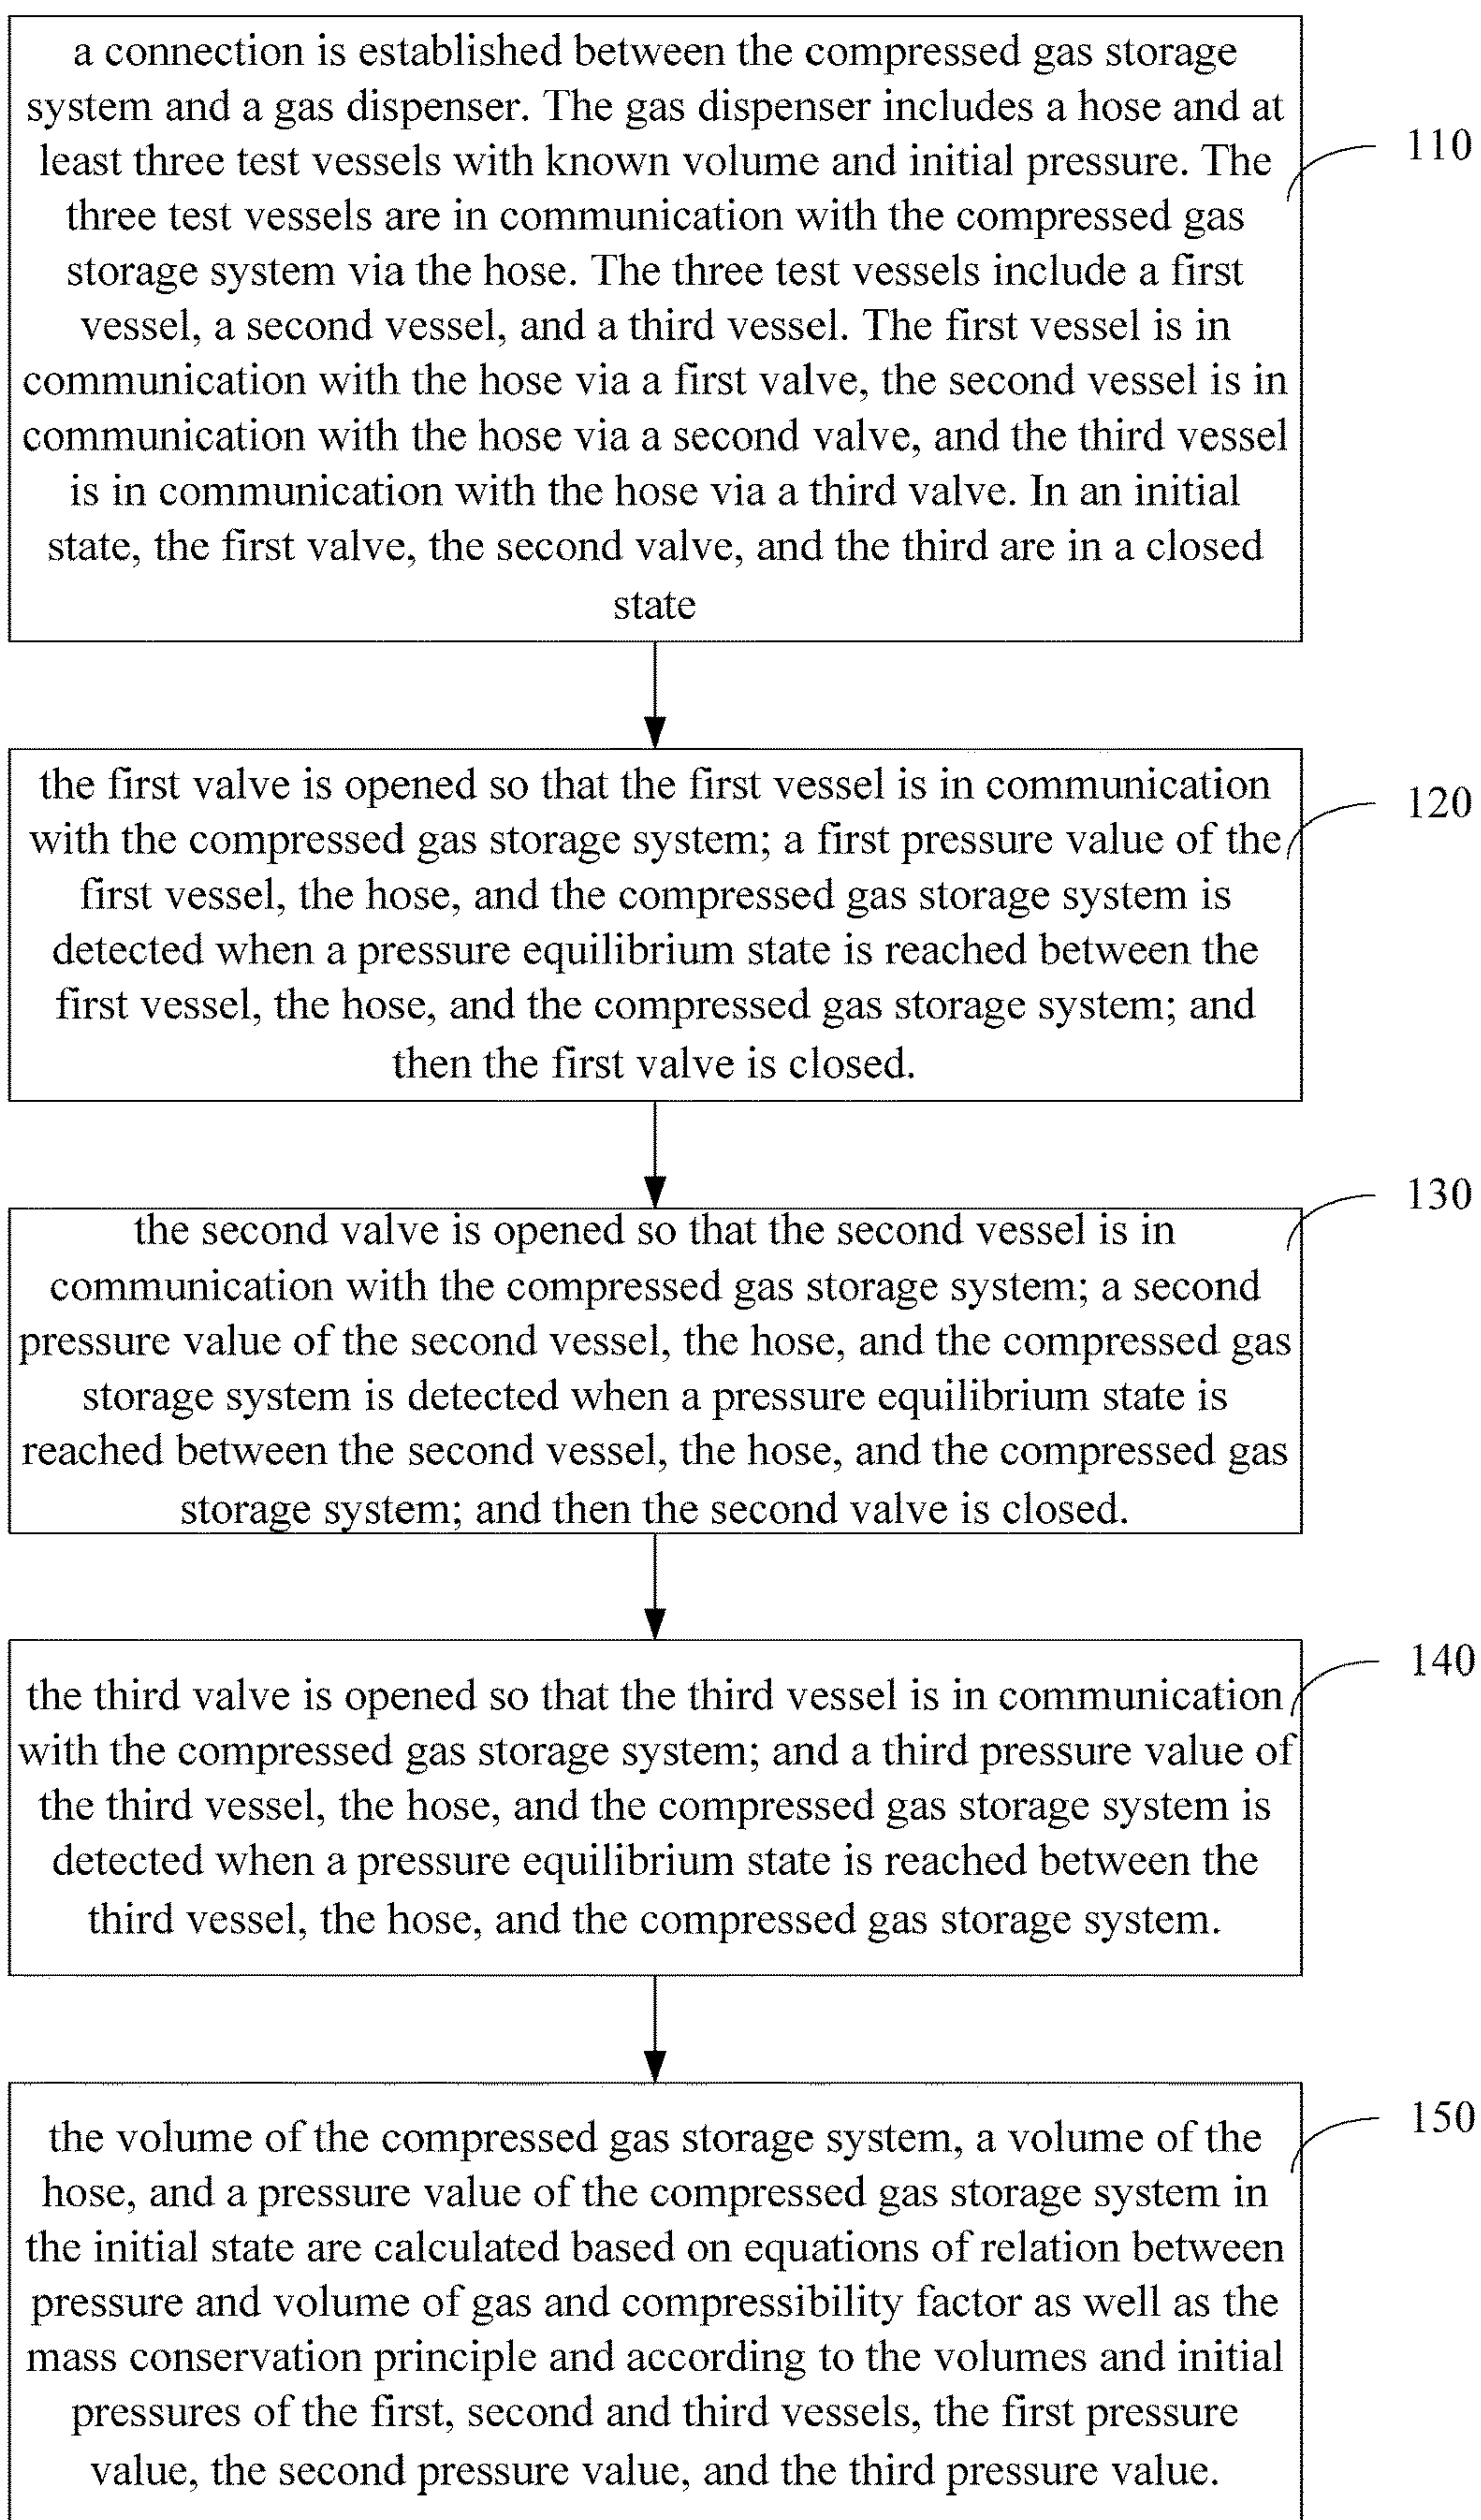 a connection is established between the compressed gas storage
system and a gas dispenser. The gas dispenser includes a hose and at
least three test vessels with known volume and initial pressure. The
three test vessels are in communication with the compressed gas
storage system via the hose. The three test vessels include a first
vessel, a second vessel, and a third vessel. The first vessel is in
communication with the hose via a first valve, the second vessel is in
communication with the hose via a second valve, and the third vessel
is in communication with the hose via a third valve. In an initial
state, the first valve, the second valve, and the third are in a closed
state
110
the first valve is opened so that the first vessel is in communication
with the compressed gas storage system; a first pressure value of the
first vessel, the hose, and the compressed gas storage system is
detected when a pressure equilibrium state is reached between the
first vessel, the hose, and the compressed gas storage system; and
then the first valve is closed.
120
the second valve is opened so that the second vessel is in
communication with the compressed gas storage system; a second
pressure value of the second vessel, the hose, and the compressed gas
storage system is detected when a pressure equilibrium state is
reached between the second vessel, the hose, and the compressed gas
storage system; and then the second valve is closed.
130
the third valve is opened so that the third vessel is in communication
with the compressed gas storage system; and a third pressure value of
the third vessel, the hose, and the compressed gas storage system is
detected when a pressure equilibrium state is reached between the
third vessel, the hose, and the compressed gas storage system.
140
the volume of the compressed gas storage system, a volume of the
hose, and a pressure value of the compressed gas storage system in
the initial state are calculated based on equations of relation between
pressure and volume of gas and compressibility factor as well as the
mass conservation principle and according to the volumes and initial
pressures of the first, second and third vessels, the first pressure
value, the second pressure value, and the third pressure value.
150